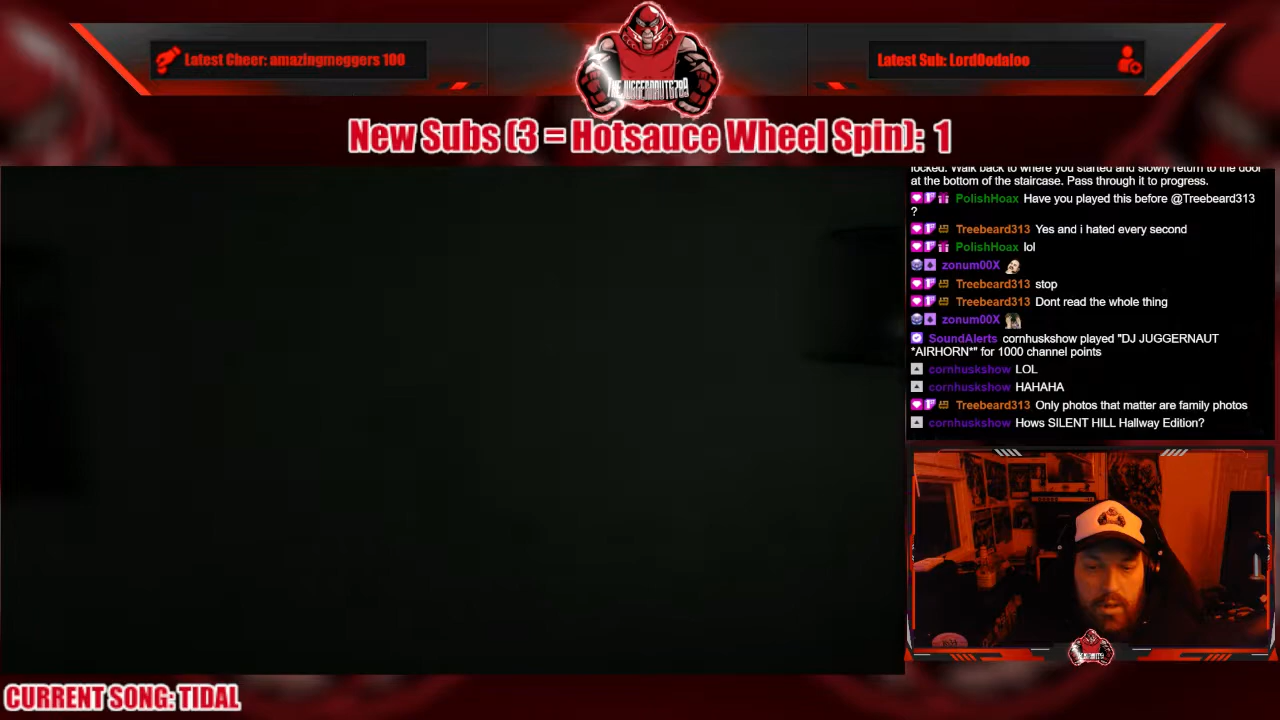 Latest Cheer: amazingmeggers 100
Latest Sub: LordOodaloo
THEJUGGERNAUT6789
New Subs (3 = Hotsauce Wheel Spin): 1
locked. Walk back to where you started and slowly return to the door
at the bottom of the staircase. Pass through it to progress.
PolishHoax Have you played this before @Treebeard313
?
Treebeard313 Yes and i hated every second
PolishHoax lol
zonum00X
Treebeard313 stop
Treebeard313 Dont read the whole thing
zonum00X
SoundAlerts cornhuskshow played "DJ JUGGERNAUT
*AIRHORN*" for 1000 channel points
cornhuskshow LOL
cornhuskshow HAHAHA
Treebeard313 Only photos that matter are family photos
cornhuskshow Hows SILENT HILL Hallway Edition?
CURRENT SONG: TIDAL